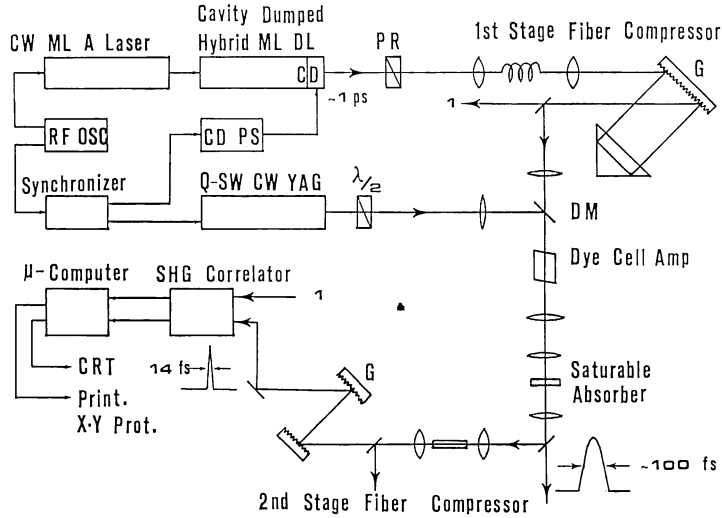 Cavity Dumped
CW ML A Laser
Hybrid ML DL
PR
1st Stage Fiber Compressor
G
CD
~1 ps
1
RF OSC
CD PS
Synchronizer
Q-SW CW YAG
λ/2
DM
Dye Cell Amp
μ-Computer
SHG Correlator
1
14 fs
CRT
Print.
X·Y Prot.
G
Saturable
Absorber
~100 fs
2nd Stage Fiber Compressor